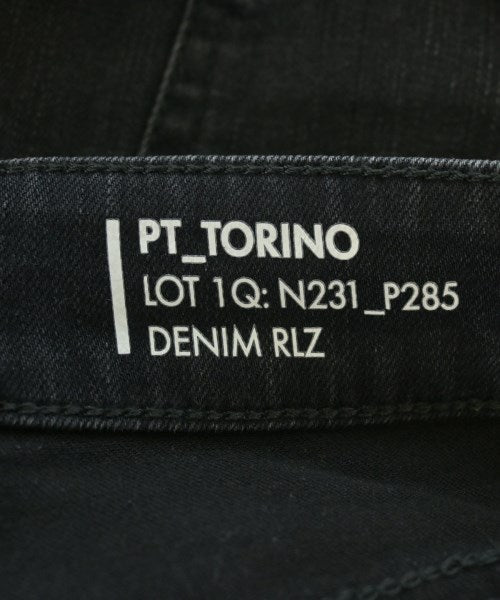 PT_TORINO
LOT 1Q: N231_P285
DENIM RLZ